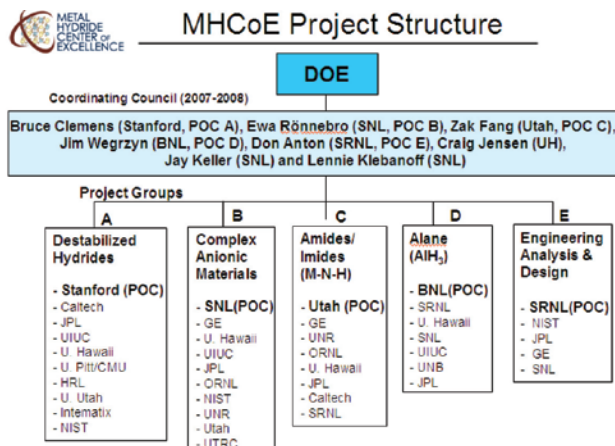 METAL
HYDRIDE
CENTER OF
EXCELLENCE
MHCoE Project Structure
DOE
Coordinating Council (2007-2008)
Bruce Clemens (Stanford, POC A), Ewa Rönnebro (SNL, POC B), Zak Fang (Utah, POC C),
Jim Wegrzyn (BNL, POC D), Don Anton (SRNL, POC E), Craig Jensen (UH),
Jay Keller (SNL) and Lennie Klebanoff (SNL)
Project Groups
A
Destabilized
Hydrides
- Stanford (POC)
- Caltech
- JPL
- UIUC
- U. Hawaii
- U. Pitt/CMU
- HRL
- U. Utah
- Intematix
- NIST
B
Complex
Anionic
Materials
- SNL(POC)
- GE
- U. Hawaii
- UIUC
- JPL
- ORNL
- NIST
- UNR
- Utah
- UTRC
C
Amides/
Imides
(M-N-H)
- Utah (POC)
- GE
- UNR
- ORNL
- U. Hawaii
- JPL
- Caltech
- SRNL
D
Alane
(AlH₃)
- BNL(POC)
- SRNL
- U. Hawaii
- SNL
- UIUC
- UNB
- JPL
E
Engineering
Analysis &
Design
- SRNL(POC)
- NIST
- JPL
- GE
- SNL